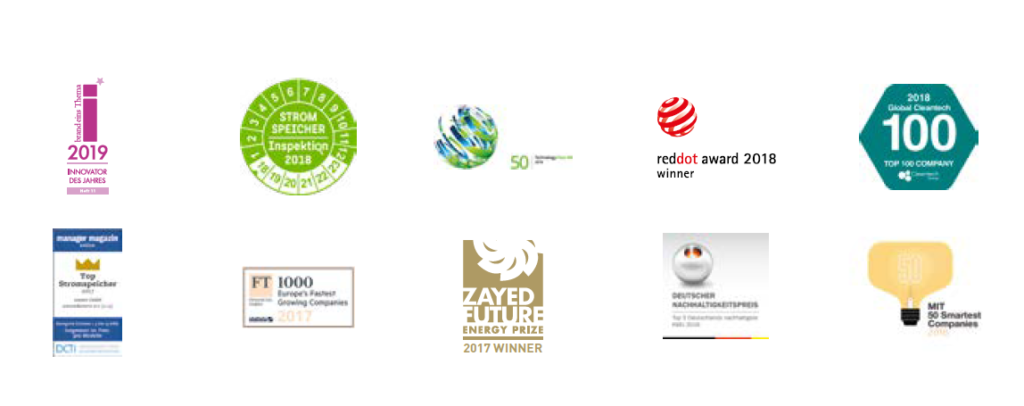 brand eins Thema
2019
INNOVATOR
DES JAHRES
1 2 3 4 5 6 7 8 9 10 11 12
STROM
SPEICHER
Inspektion
2018
18 19 20 21 22 23
50
reddot award 2018
winner
2018
Global Cleantech
100
TOP 100 COMPANY
Cleantech
manager magazin
Top
Stromspeicher
DCTI
FT 1000
Europe's Fastest
Growing Companies
2017
ZAYED
FUTURE
ENERGY PRIZE
2017 WINNER
DEUTSCHER
NACHHALTIGKEITSPREIS
50
MIT
50 Smartest
Companies
2016